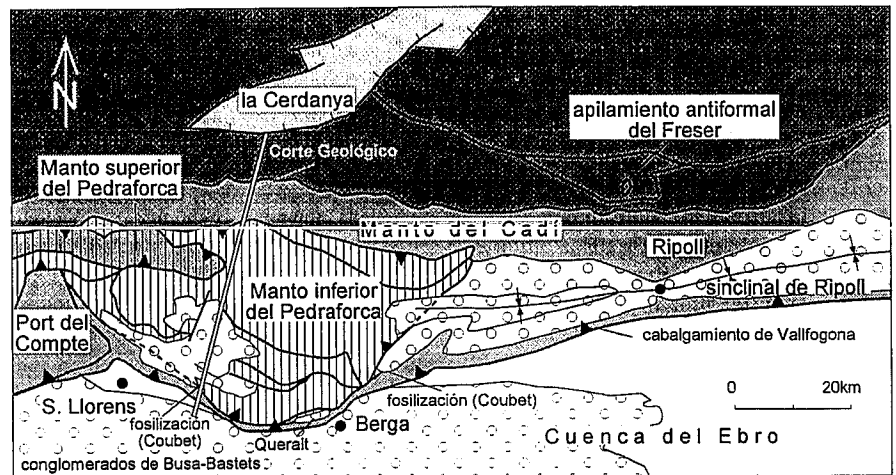 N
la Cerdanya
apilamiento antiformal
del Freser
Corte Geológico
Manto superior
del Pedraforca
Manto del Cadí
Ripoll
Manto inferior
del Pedraforca
sinclinal de Ripoll
Port del
Compte
cabalgamiento de Vallfogona
0 20km
S. Llorens
fosilización
(Coubet)
fosilización (Coubet)
Queralt
Berga
Cuenca del Ebro
conglomerados de Busa-Bastets